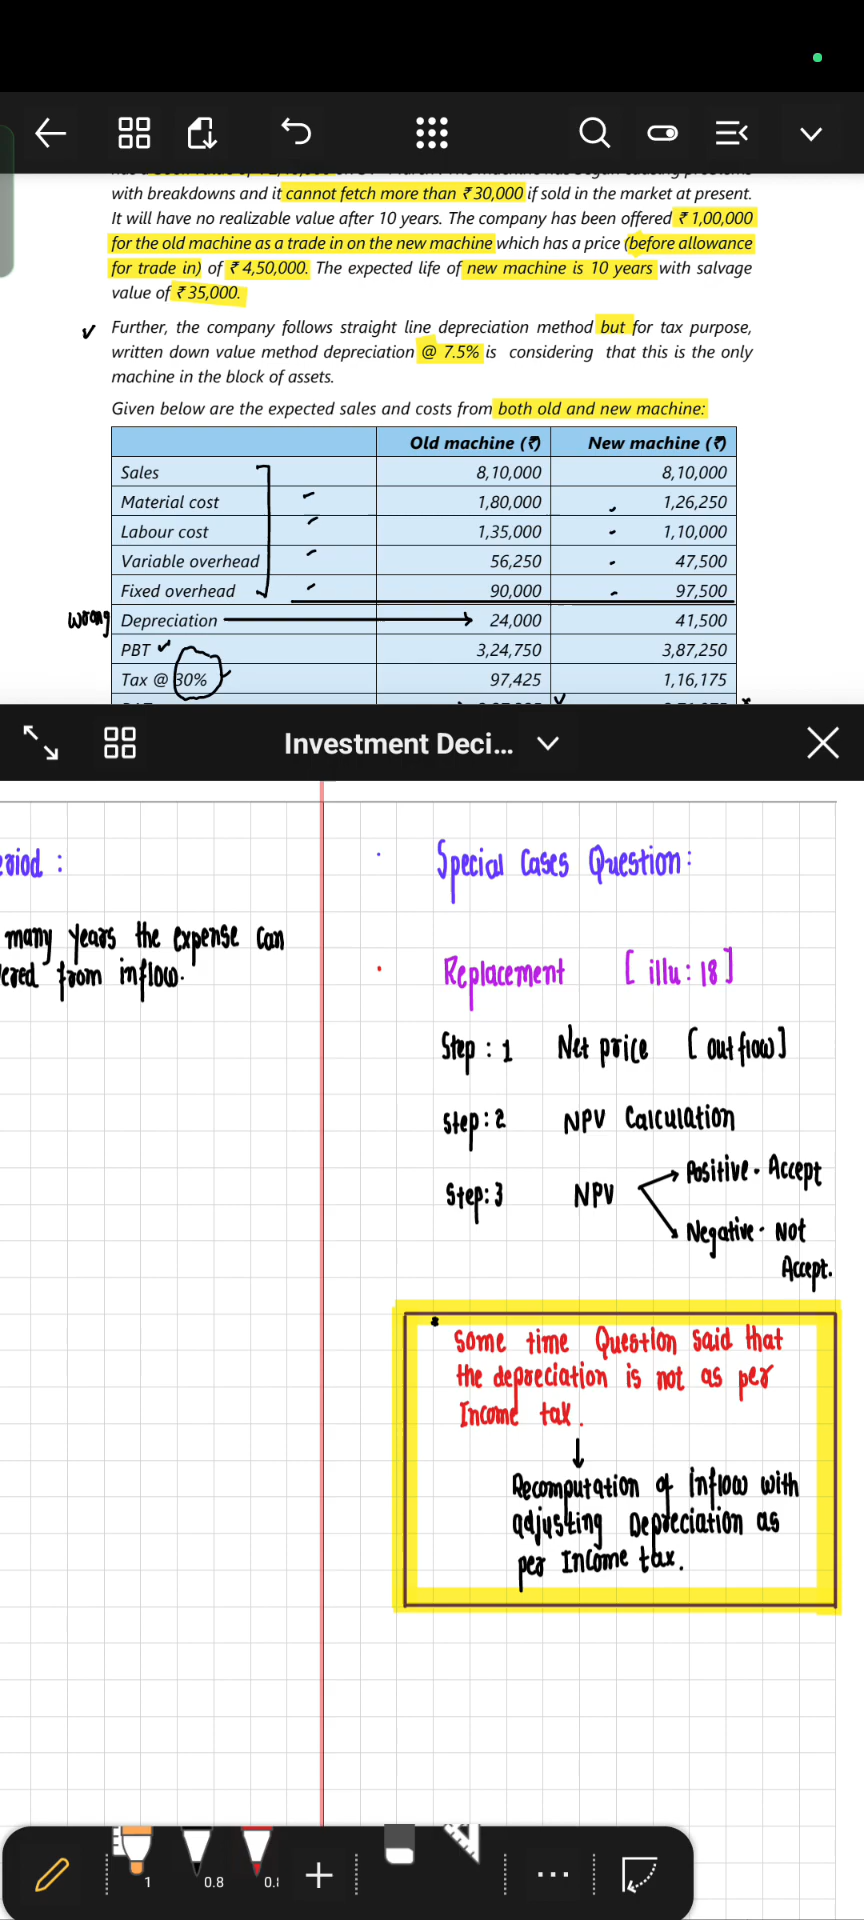 with breakdowns and it cannot fetch more than ₹ 30,000 if sold in the market at present.
It will have no realizable value after 10 years. The company has been offered ₹ 1,00,000
for the old machine as a trade in on the new machine which has a price (before allowance
for trade in) of ₹ 4,50,000. The expected life of new machine is 10 years with salvage
value of ₹ 35,000.
Further, the company follows straight line depreciation method but for tax purpose,
written down value method depreciation @ 7.5% is considering that this is the only
machine in the block of assets.
Given below are the expected sales and costs from both old and new machine:
Old machine (₹) New machine (₹)
Sales 8,10,000 8,10,000
Material cost 1,80,000 1,26,250
Labour cost 1,35,000 1,10,000
Variable overhead 56,250 47,500
Fixed overhead 90,000 97,500
wrong Depreciation 24,000 41,500
PBT 3,24,750 3,87,250
Tax @ 30% 97,425 1,16,175
Investment Deci...
eriod :
many years the expense can
ered from inflow.
Special Cases Question:
Replacement [ illu: 18 ]
Step : 1 Net price [ outflow ]
Step: 2 NPV Calculation
Step: 3 NPV
Positive - Accept
Negative - Not
Accept.
Some time Question said that
the depreciation is not as per
Income tax.
Recomputation of inflow with
adjusting Depreciation as
per Income tax.
1 0.8 0.8